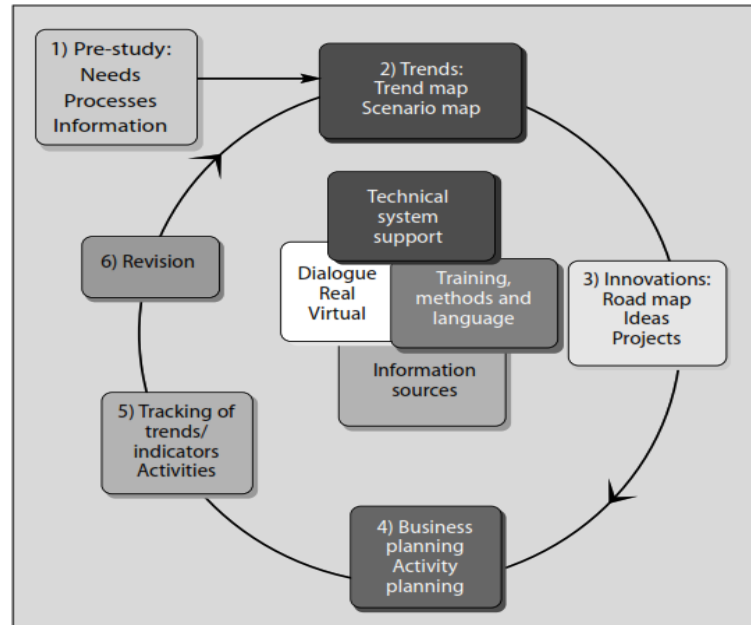 1) Pre-study:
Needs
Processes
Information
2) Trends:
Trend map
Scenario map
Technical
system
support
Dialogue
Real
Virtual
Training,
methods and
language
Information
sources
3) Innovations:
Road map
Ideas
Projects
4) Business
planning
Activity
planning
5) Tracking of
trends/
indicators
Activities
6) Revision